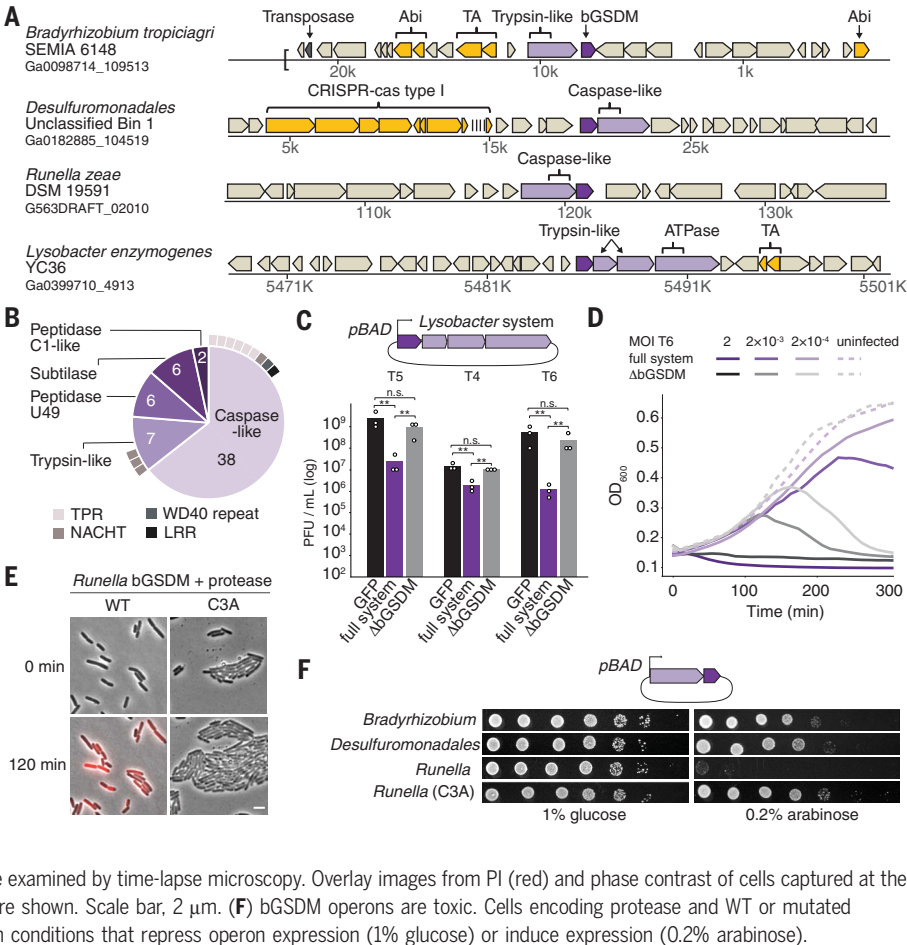 A
Bradyrhizobium tropiciagri
SEMIA 6148
Ga0098714_109513
Transposase
Abi
TA
Trypsin-like
bGSDM
Abi
20k
10k
1k
Desulfuromonadales
Unclassified Bin 1
Ga0182885_104519
CRISPR-cas type I
Caspase-like
5k
15k
25k
Runella zeae
DSM 19591
G563DRAFT_02010
Caspase-like
110k
120k
130k
Lysobacter enzymogenes
YC36
Ga0399710_4913
Trypsin-like
ATPase
TA
5471K
5481K
5491K
5501K
B
Peptidase
C1-like
Subtilase
Peptidase
U49
Trypsin-like
2
6
6
7
Caspase
-like
38
TPR
NACHT
WD40 repeat
LRR
C
pBAD
Lysobacter system
T5
T4
T6
n.s.
**
**
n.s.
**
**
n.s.
**
**
PFU / mL (log)
10⁹
10⁸
10⁷
10⁶
10⁵
10⁴
10³
10²
GFP
full system
ΔbGSDM
GFP
full system
ΔbGSDM
GFP
full system
ΔbGSDM
D
MOI T6
2
2×10⁻³
2×10⁻⁴
uninfected
full system
ΔbGSDM
OD₆₀₀
0.6
0.4
0.3
0.2
0.1
0
100
200
300
Time (min)
E
Runella bGSDM + protease
WT
C3A
0 min
120 min
F
pBAD
Bradyrhizobium
Desulfuromonadales
Runella
Runella (C3A)
1% glucose
0.2% arabinose
e examined by time-lapse microscopy. Overlay images from PI (red) and phase contrast of cells captured at the
re shown. Scale bar, 2 μm. (F) bGSDM operons are toxic. Cells encoding protease and WT or mutated
n conditions that repress operon expression (1% glucose) or induce expression (0.2% arabinose).